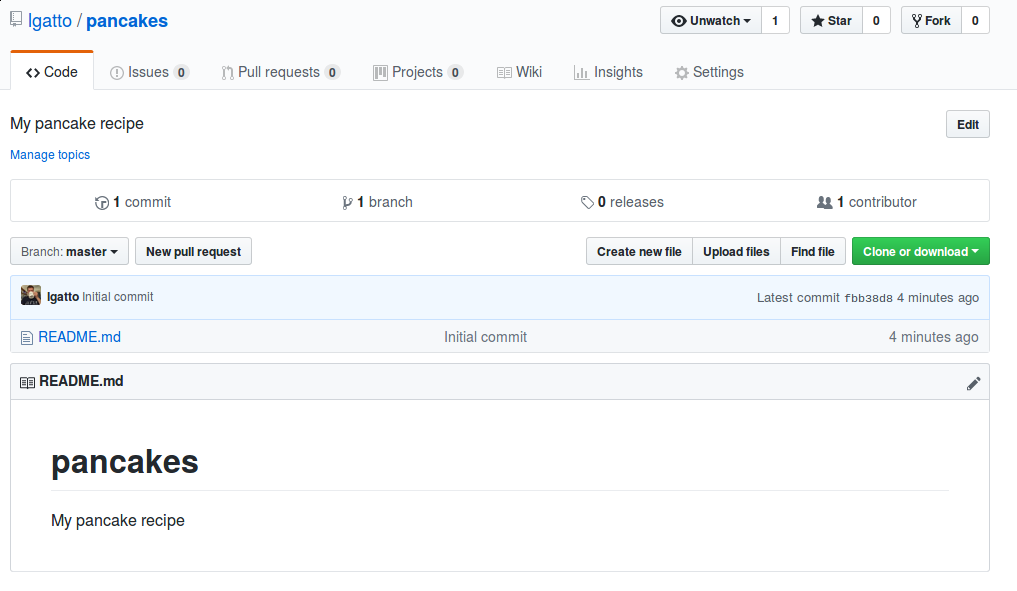 lgatto / pancakes
Unwatch 1 Star 0 Fork 0
Code Issues 0 Pull requests 0 Projects 0 Wiki Insights Settings
My pancake recipe Edit
Manage topics
1 commit 1 branch 0 releases 1 contributor
Branch: master New pull request Create new file Upload files Find file Clone or download
lgatto Initial commit Latest commit fbb38d8 4 minutes ago
README.md Initial commit 4 minutes ago
README.md
pancakes
My pancake recipe